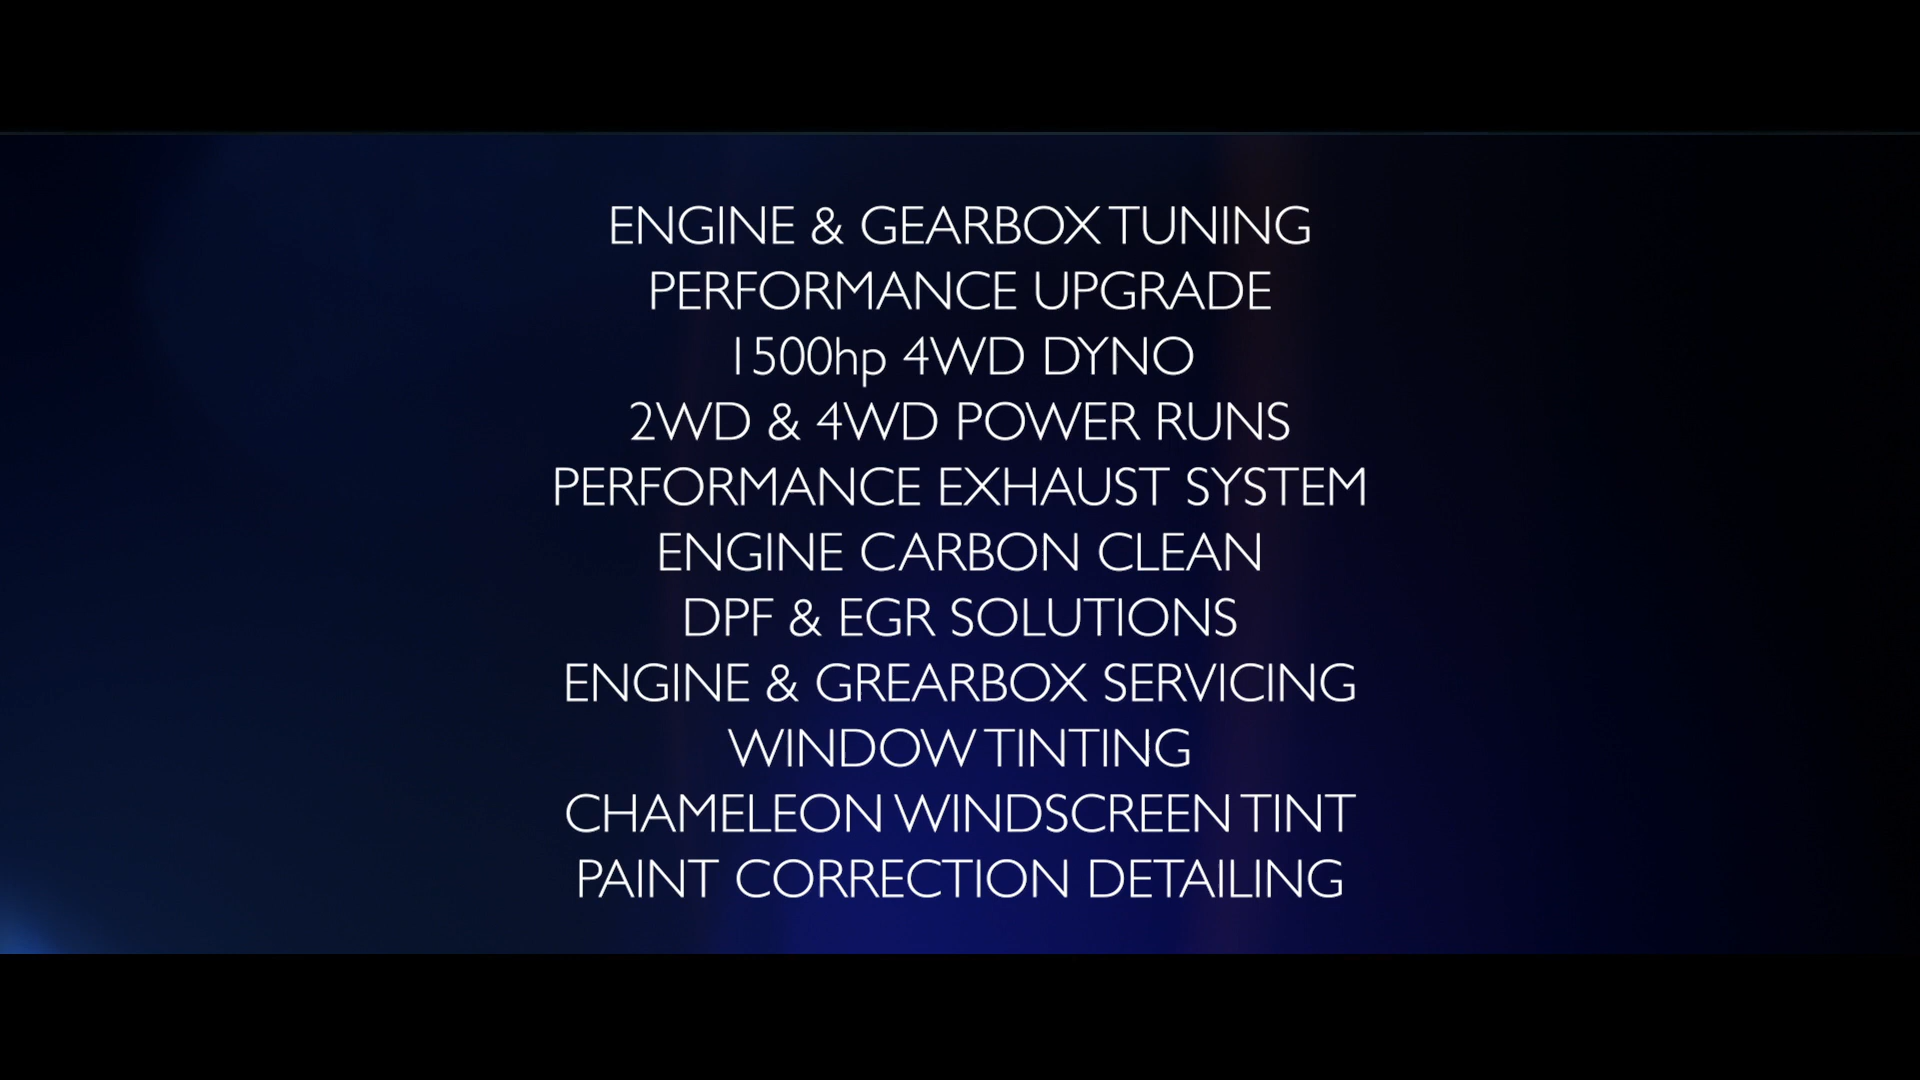 ENGINE & GEARBOX TUNING
PERFORMANCE UPGRADE
1500hp 4WD DYNO
2WD & 4WD POWER RUNS
PERFORMANCE EXHAUST SYSTEM
ENGINE CARBON CLEAN
DPF & EGR SOLUTIONS
ENGINE & GREARBOX SERVICING
WINDOW TINTING
CHAMELEON WINDSCREEN TINT
PAINT CORRECTION DETAILING